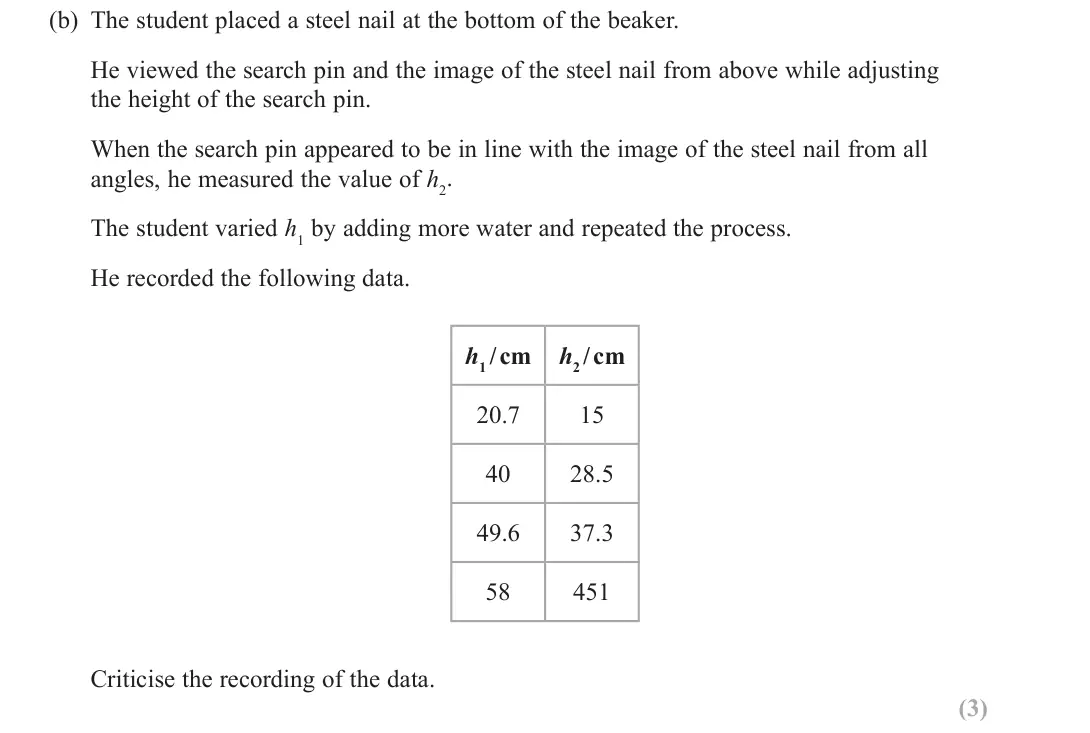 (b) The student placed a steel nail at the bottom of the beaker.
He viewed the search pin and the image of the steel nail from above while adjusting
the height of the search pin.
When the search pin appeared to be in line with the image of the steel nail from all
angles, he measured the value of h₂.
The student varied h₁ by adding more water and repeated the process.
He recorded the following data.
h₁/cm h₂/cm
20.7 15
40 28.5
49.6 37.3
58 451
Criticise the recording of the data.
(3)